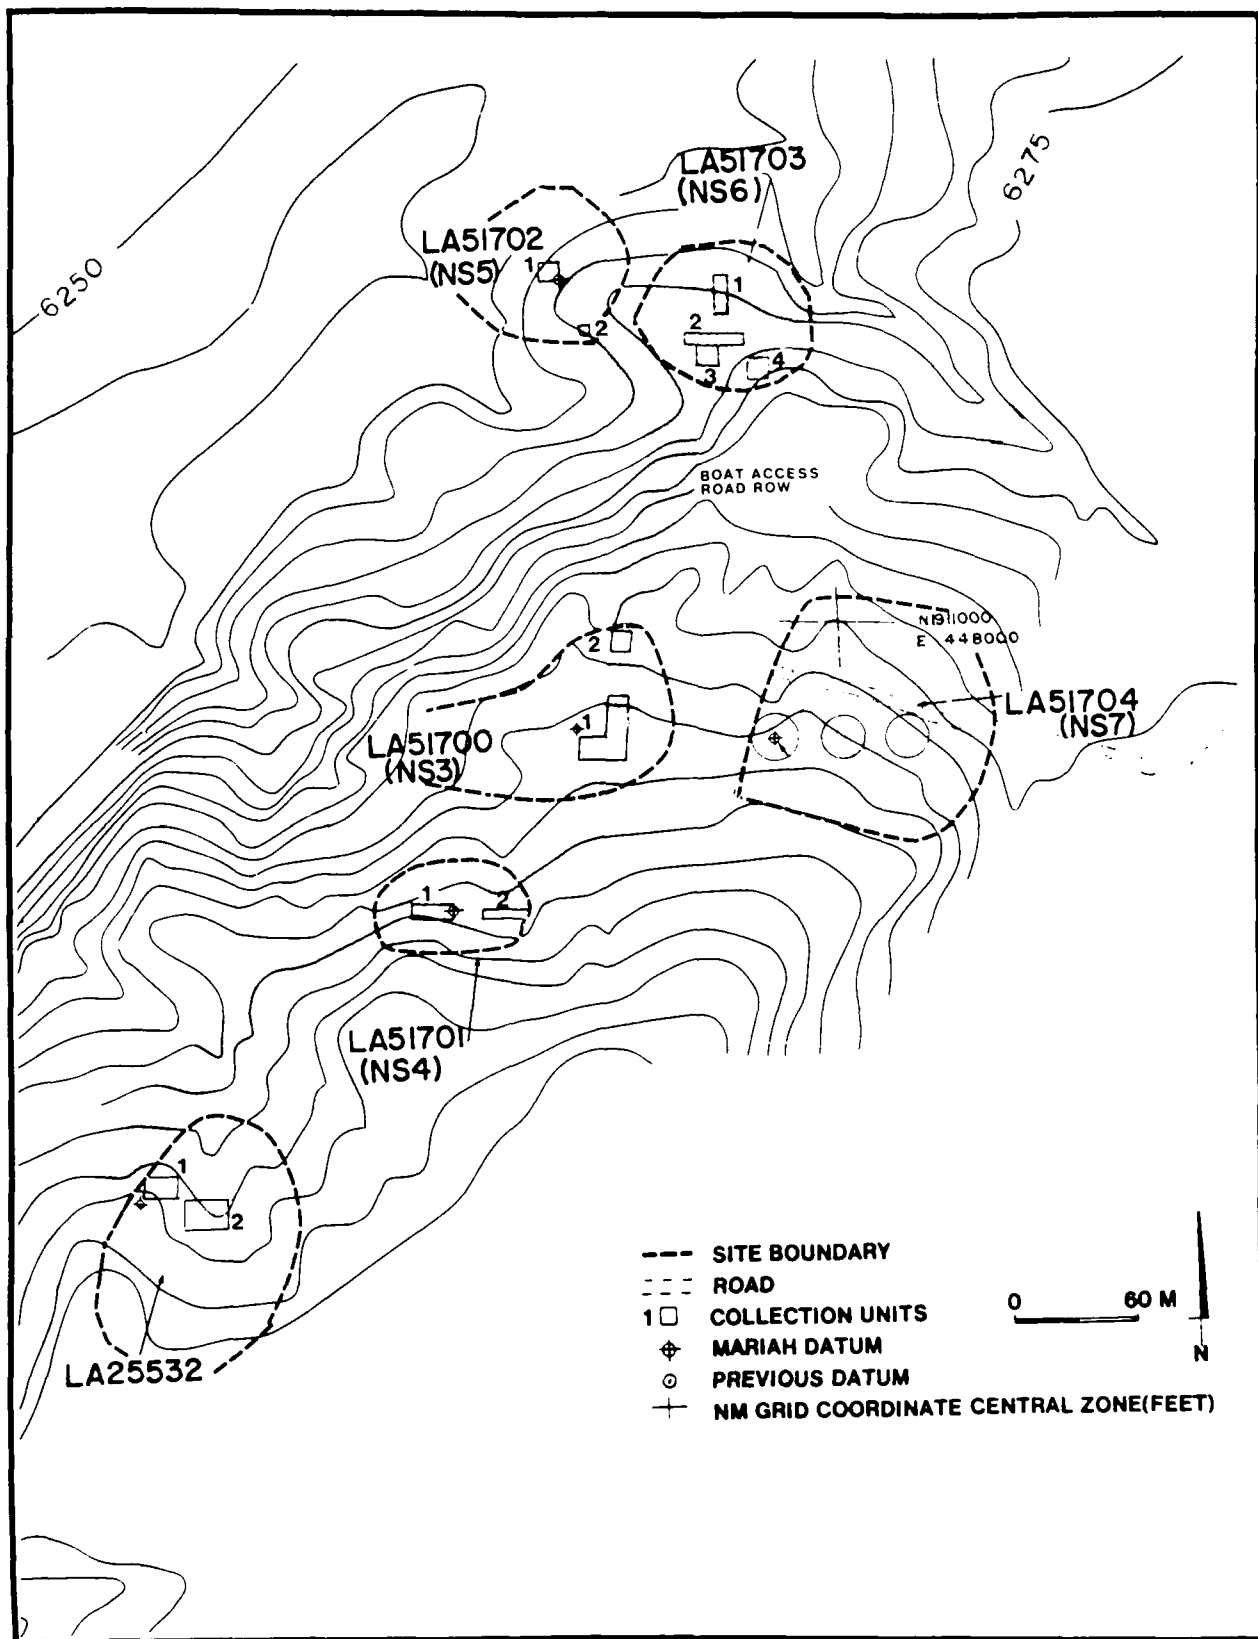 LA51703
(NS6)
6275
LA51702
(NS5)
1
2
6250
1
2
3
4
BOAT ACCESS
ROAD ROW
N1911000
E 448000
2
1
LA51700
(NS3)
LA51704
(NS7)
1
2
LA51701
(NS4)
1
2
LA25532
SITE BOUNDARY
ROAD
1 COLLECTION UNITS
MARIAH DATUM
PREVIOUS DATUM
NM GRID COORDINATE CENTRAL ZONE(FEET)
0 60 M
N